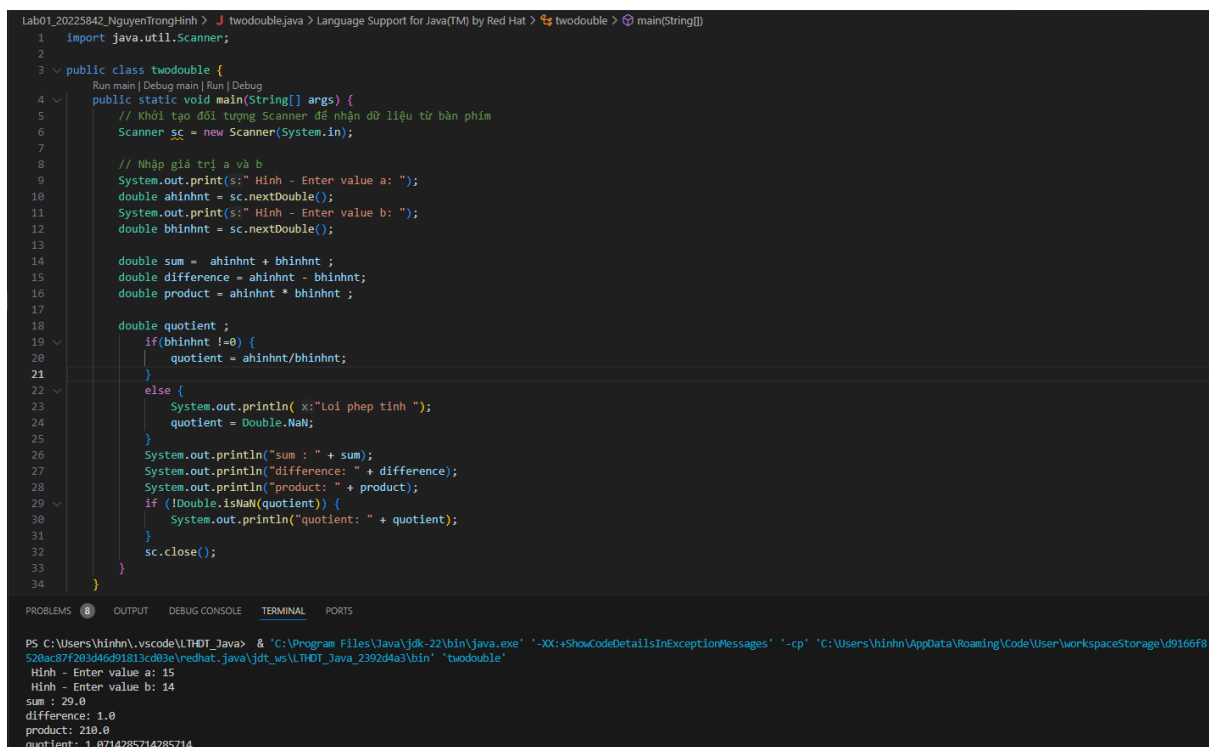 Lab01_20225842_NguyenTrongHinh > J twodouble.java > Language Support for Java(TM) by Red Hat > twodouble > main(String[])
1 import java.util.Scanner;
2
3 public class twodouble {
Run main | Debug main | Run | Debug
4 public static void main(String[] args) {
5 // Khởi tạo đối tượng Scanner để nhận dữ liệu từ bàn phím
6 Scanner sc = new Scanner(System.in);
7
8 // Nhập giá trị a và b
9 System.out.print(s:" Hinh - Enter value a: ");
10 double ahinhnt = sc.nextDouble();
11 System.out.print(s:" Hinh - Enter value b: ");
12 double bhinhnt = sc.nextDouble();
13
14 double sum =  ahinhnt + bhinhnt ;
15 double difference = ahinhnt - bhinhnt;
16 double product = ahinhnt * bhinhnt ;
17
18 double quotient ;
19 if(bhinhnt !=0) {
20 quotient = ahinhnt/bhinhnt;
21 }
22 else {
23 System.out.println( x:"Loi phep tinh ");
24 quotient = Double.NaN;
25 }
26 System.out.println("sum : " + sum);
27 System.out.println("difference: " + difference);
28 System.out.println("product: " + product);
29 if (!Double.isNaN(quotient)) {
30 System.out.println("quotient: " + quotient);
31 }
32 sc.close();
33 }
34 }
PROBLEMS 8 OUTPUT DEBUG CONSOLE TERMINAL PORTS
PS C:\Users\hinhn\.vscode\LTHDT_Java> & 'C:\Program Files\Java\jdk-22\bin\java.exe' '-XX:+ShowCodeDetailsInExceptionMessages' '-cp' 'C:\Users\hinhn\AppData\Roaming\Code\User\workspaceStorage\d9166f8
520ac87f203d46d91813cd03e\redhat.java\jdt_ws\LTHDT_Java_2392d4a3\bin' 'twodouble'
Hinh - Enter value a: 15
Hinh - Enter value b: 14
sum : 29.0
difference: 1.0
product: 210.0
quotient: 1.0714285714285714